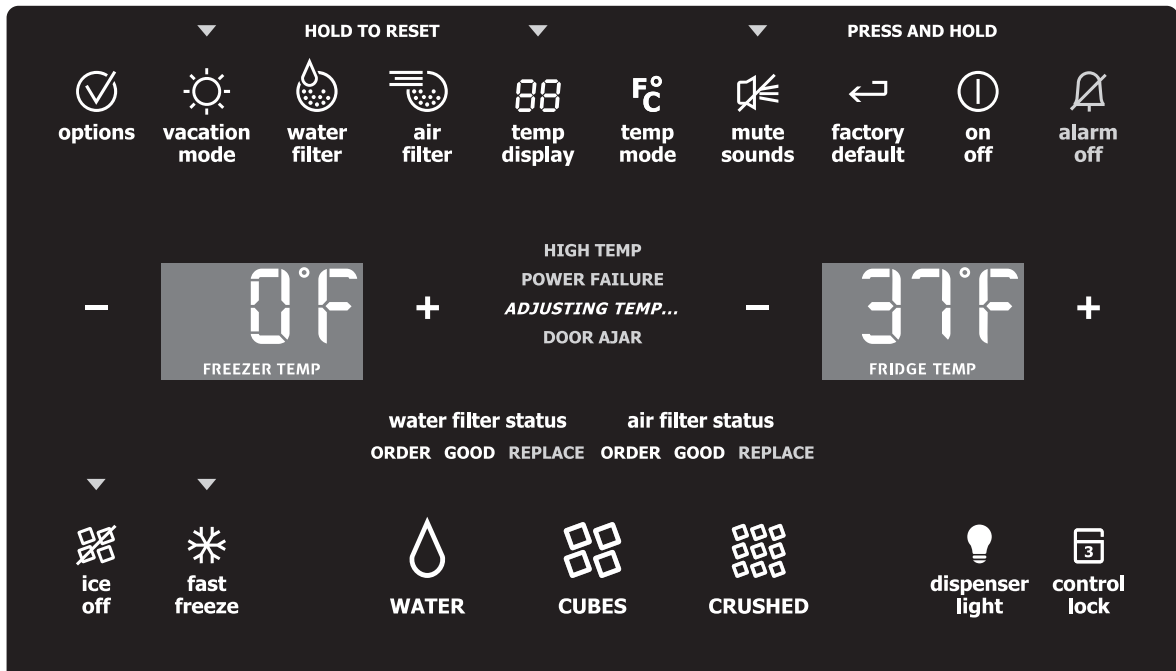 HOLD TO RESET PRESS AND HOLD
88 F°C
options vacation mode water filter air filter temp display temp mode mute sounds factory default on off alarm off
HIGH TEMP
POWER FAILURE
ADJUSTING TEMP...
DOOR AJAR
− 0°F +
FREEZER TEMP
− 37°F +
FRIDGE TEMP
water filter status air filter status
ORDER GOOD REPLACE ORDER GOOD REPLACE
3
ice off fast freeze WATER CUBES CRUSHED dispenser light control lock